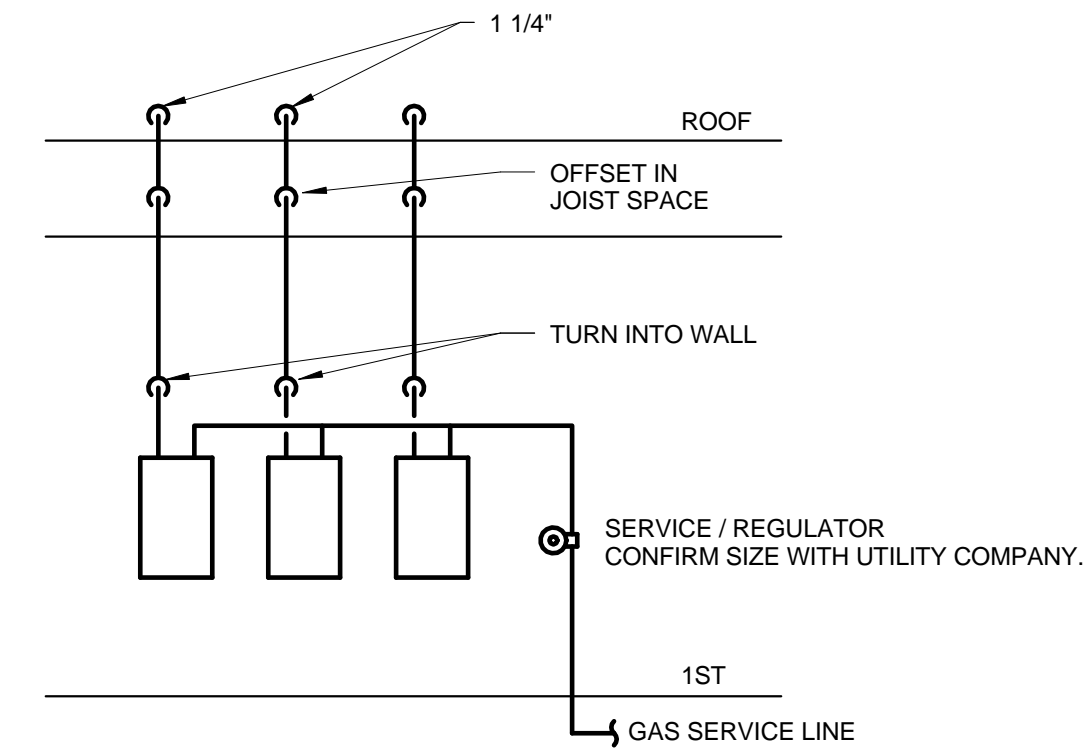 1 1/4"
ROOF
OFFSET IN
JOIST SPACE
TURN INTO WALL
SERVICE / REGULATOR
CONFIRM SIZE WITH UTILITY COMPANY.
1ST
GAS SERVICE LINE